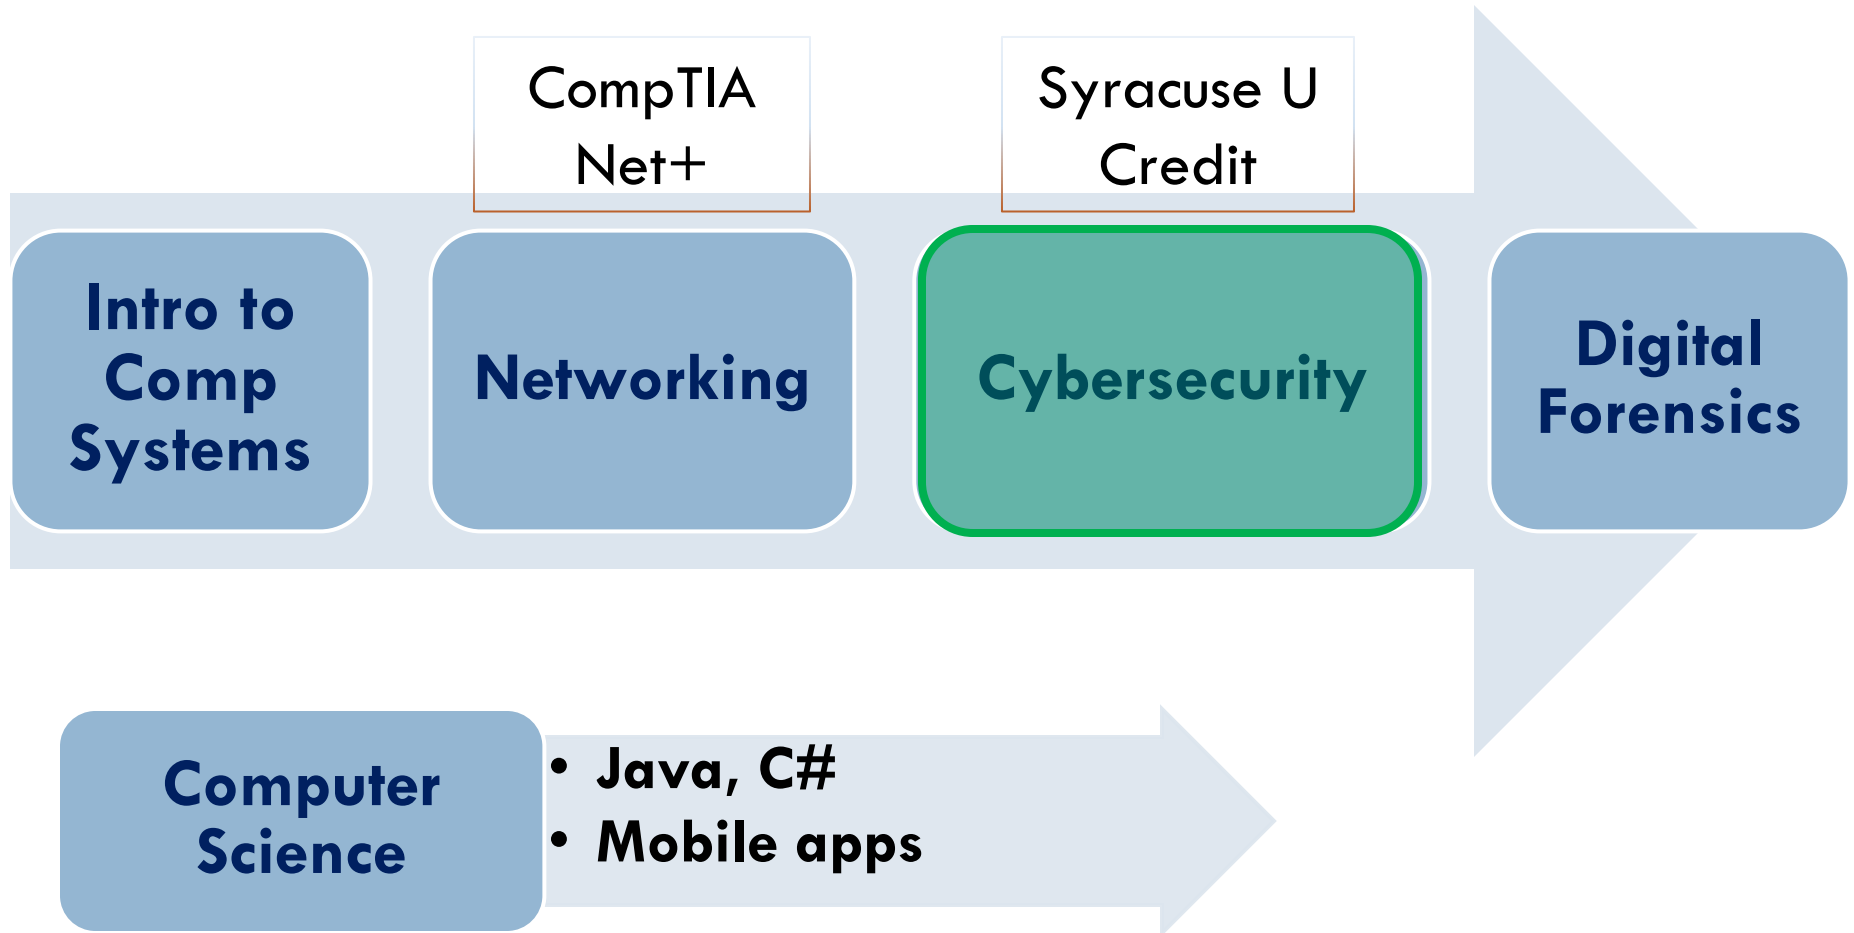 CompTIA
Net+
Syracuse U
Credit
Intro to
Comp
Systems
Networking
Cybersecurity
Digital
Forensics
Computer
Science
• Java, C#
• Mobile apps